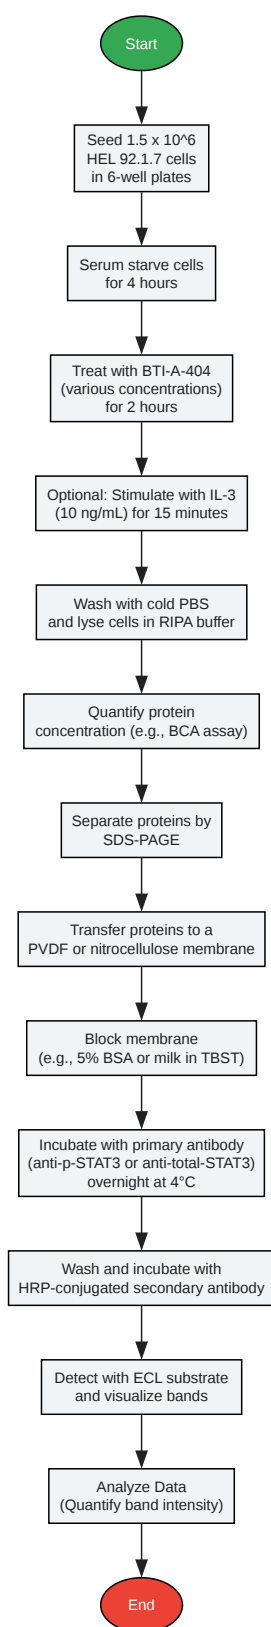 Start
Seed 1.5 x 10^6
HEL 92.1.7 cells
in 6-well plates
Serum starve cells
for 4 hours
Treat with BTI-A-404
(various concentrations)
for 2 hours
Optional: Stimulate with IL-3
(10 ng/mL) for 15 minutes
Wash with cold PBS
and lyse cells in RIPA buffer
Quantify protein
concentration (e.g., BCA assay)
Separate proteins by
SDS-PAGE
Transfer proteins to a
PVDF or nitrocellulose membrane
Block membrane
(e.g., 5% BSA or milk in TBST)
Incubate with primary antibody
(anti-p-STAT3 or anti-total-STAT3)
overnight at 4°C
Wash and incubate with
HRP-conjugated secondary antibody
Detect with ECL substrate
and visualize bands
Analyze Data
(Quantify band intensity)
End